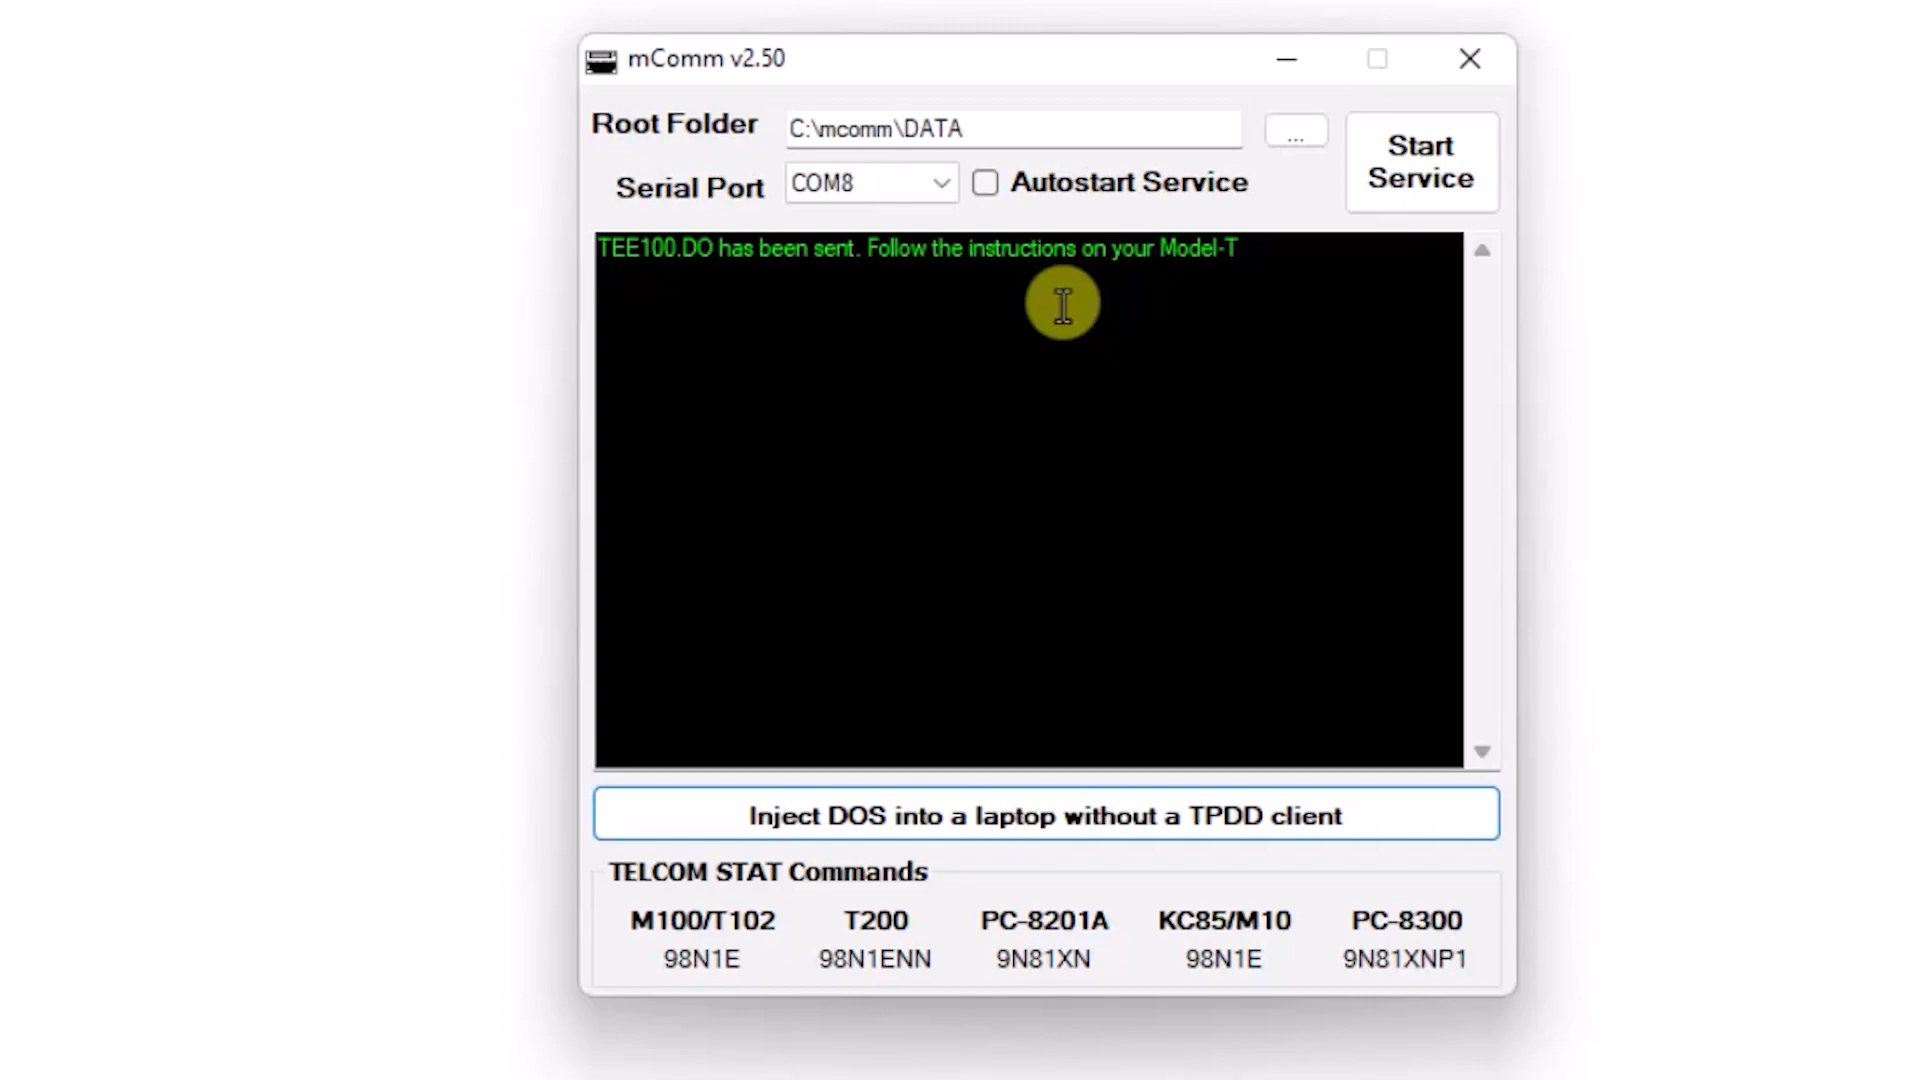 mComm v2.50
Root Folder
C:\mcomm\DATA
...
Start
Service
Serial Port
COM8
Autostart Service
TEE100.DO has been sent. Follow the instructions on your Model-T
Inject DOS into a laptop without a TPDD client
TELCOM STAT Commands
M100/T102 T200 PC-8201A KC85/M10 PC-8300
98N1E 98N1ENN 9N81XN 98N1E 9N81XNP1